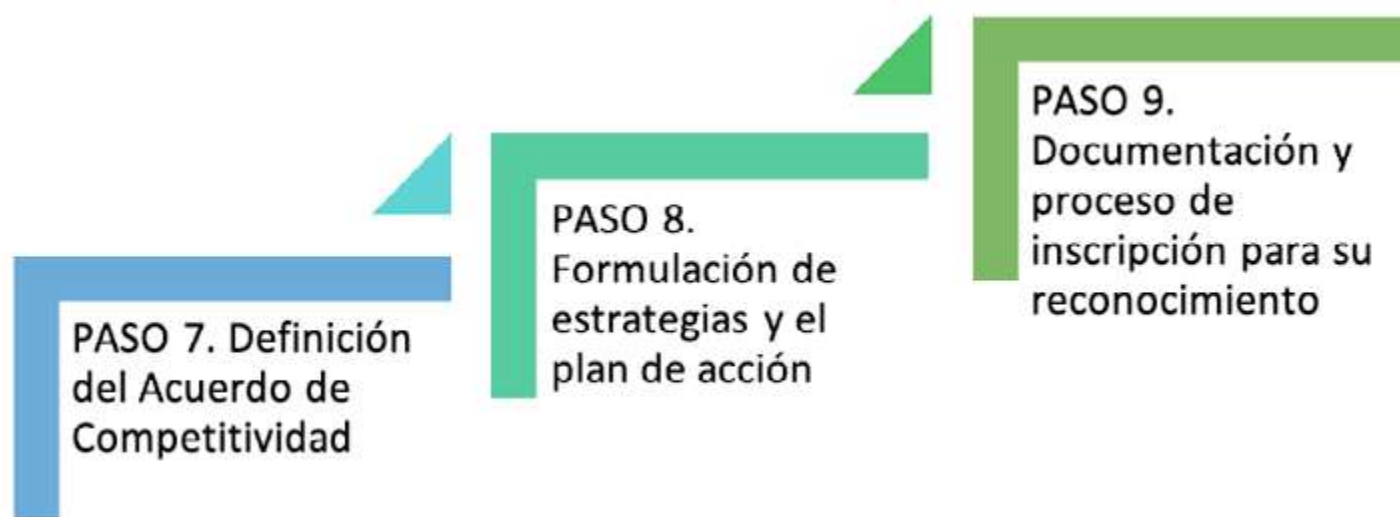 PASO 7. Definición
del Acuerdo de
Competitividad
PASO 8.
Formulación de
estrategias y el
plan de acción
PASO 9.
Documentación y
proceso de
inscripción para su
reconocimiento